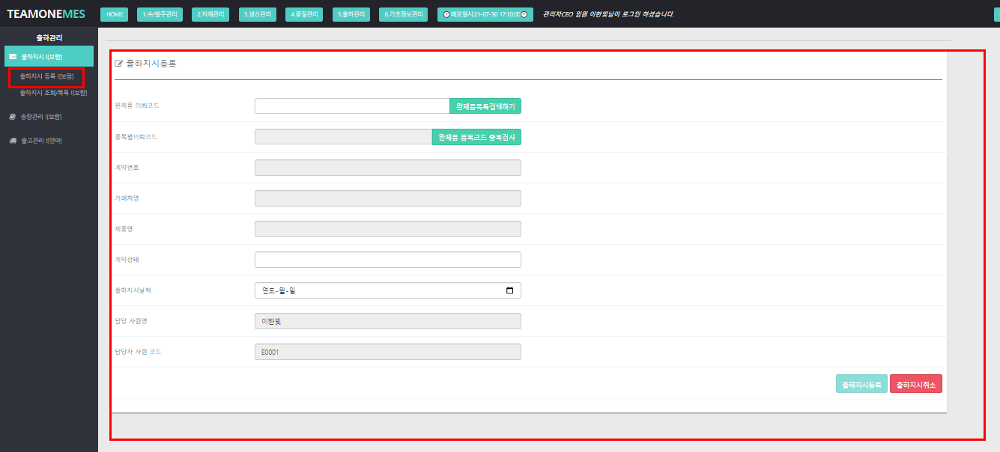 TEAMONEMES HOME 1.수/발주관리 2.자재관리 3.생산관리 4.품질관리 5.출하관리 6.기초정보관리 배포일시:21-07-30 17:10:00 관리자CEO 임원 이한빛님이 로그인 하셨습니다.
출하관리
출하지시 ![보람]
출하지시 등록 ![보람]
출하지시 조회/목록 ![보람]
송장관리 ![보람]
출고관리 ![민아]
출하지시등록
완제품 의뢰코드 완제품목록검색하기
품목별의뢰코드 완제품 품목코드 중복검사
계약번호
거래처명
제품명
계약상태
출하지시날짜 연도-월-일
담당 사원명 이한빛
담당자 사원 코드 E0001
출하지시등록 출하지시취소